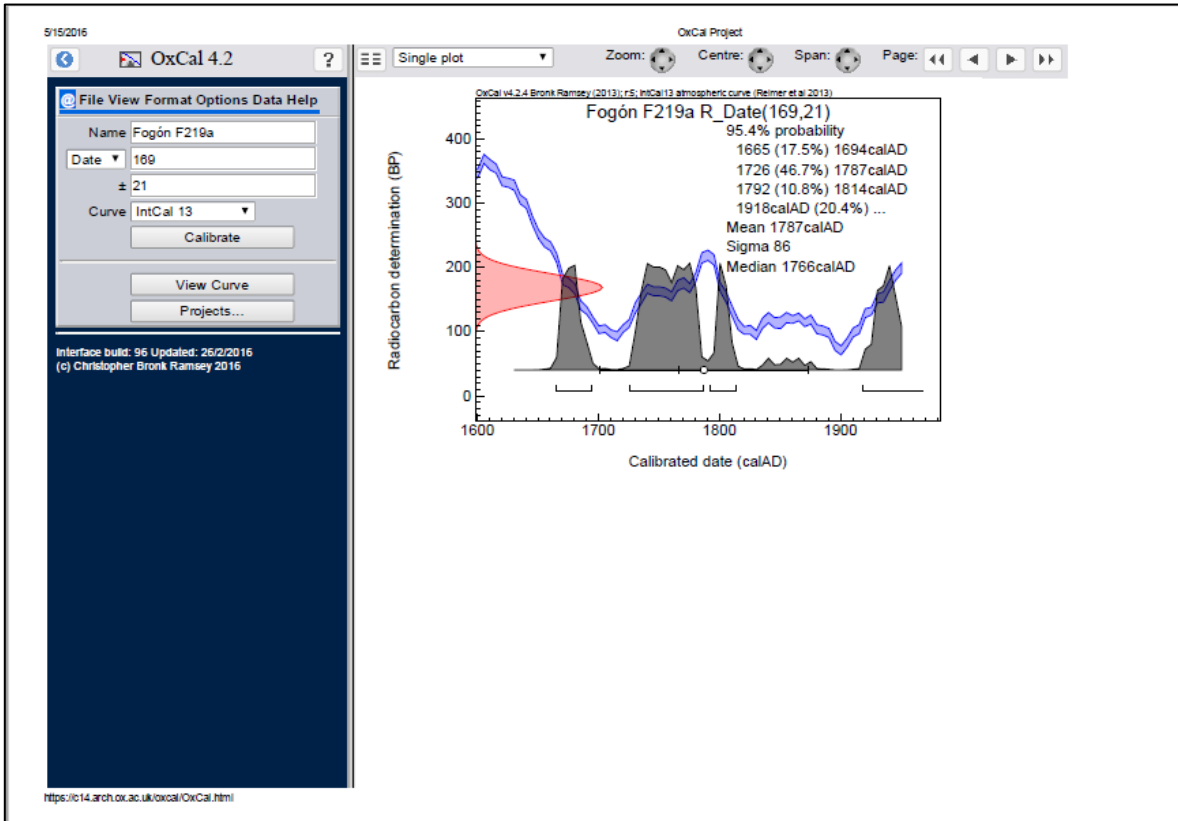 5/15/2016
OxCal Project
OxCal 4.2
?
Single plot
Zoom:
Centre:
Span:
Page:
@ File View Format Options Data Help
Name Fogón F219a
Date 169
± 21
Curve IntCal 13
Calibrate
View Curve
Projects...
Interface build: 96 Updated: 26/2/2016
(c) Christopher Bronk Ramsey 2016
OxCal v4.2.4 Bronk Ramsey (2013); r:5; IntCal13 atmospheric curve (Reimer et al 2013)
Fogón F219a R_Date(169,21)
95.4% probability
1665 (17.5%) 1694calAD
1726 (46.7%) 1787calAD
1792 (10.8%) 1814calAD
1918calAD (20.4%) ...
Mean 1787calAD
Sigma 86
Median 1766calAD
Radiocarbon determination (BP)
400
300
200
100
0
1600 1700 1800 1900
Calibrated date (calAD)
https://c14.arch.ox.ac.uk/oxcal/OxCal.html